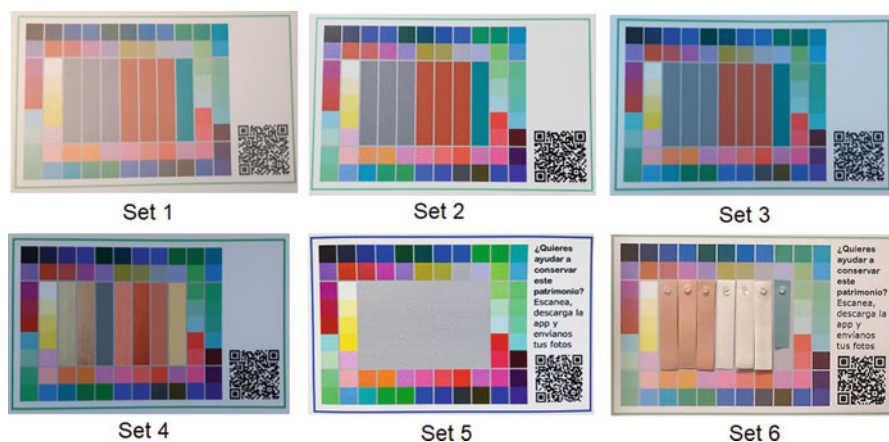 Set 1
Set 2
Set 3
¿Quieres
ayudar a
conservar
este
patrimonio?
Escanea,
descarga la
app y
envíanos
tus fotos
¿Quieres
ayudar a
conservar
este
patrimonio?
Escanea,
descarga la
app y
envíanos
tus fotos
Set 4
Set 5
Set 6